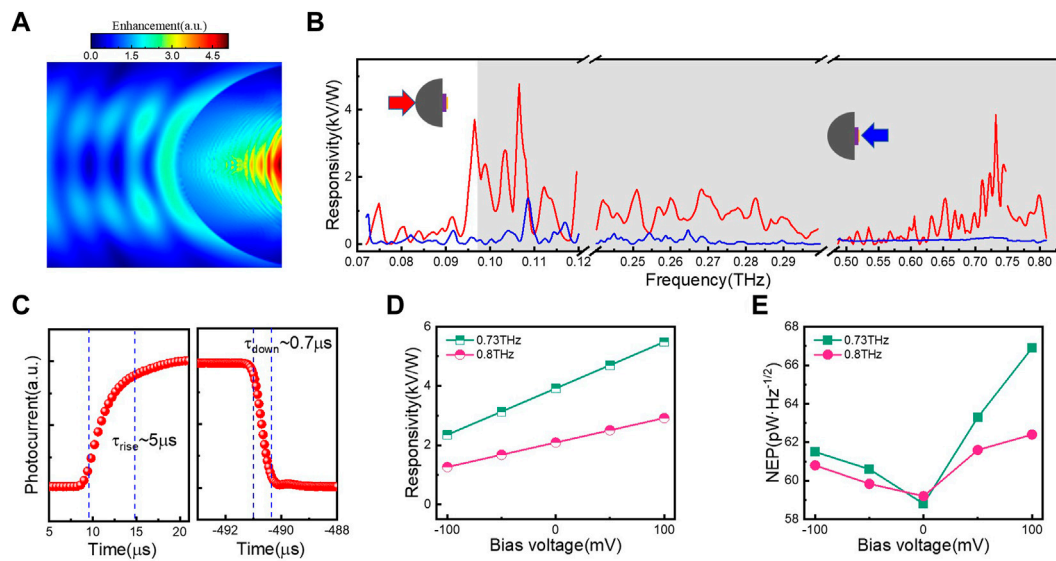 A
Enhancement(a.u.)
0.0 1.5 3.0 4.5
B
Responsivity(kV/W)
4
2
0
0.07 0.08 0.09 0.10 0.11 0.12 0.25 0.26 0.27 0.28 0.29 0.50 0.55 0.60 0.65 0.70 0.75 0.80
Frequency(THz)
C
Photocurrent(a.u.)
τrise~5μs
τdown~0.7μs
5 10 15 20 -492 -490 -488
Time(μs) Time(μs)
D
Responsivity(kV/W)
6
4
2
0
0.73THz
0.8THz
-100 -50 0 50 100
Bias voltage(mV)
E
NEP(pW·Hz-1/2)
68
66
64
62
60
58
0.73THz
0.8THz
-100 -50 0 50 100
Bias voltage(mV)